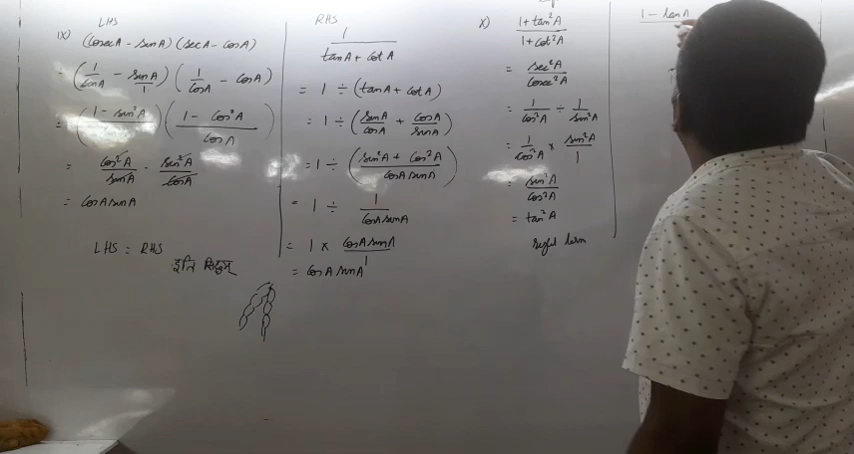 LHS
IX) (cosecA - sinA) (secA - cosA)
= (1/sinA - sinA/1) (1/cosA - cosA)
= (1 - sin²A/sinA) (1 - cos²A/cosA)
= cos²A/sinA · sin²A/cosA
= cosA sinA
LHS = RHS
इति सिद्धम्
RHS
1/(tanA + cotA)
= 1 ÷ (tanA + cotA)
= 1 ÷ (sinA/cosA + cosA/sinA)
= 1 ÷ (sin²A + cos²A/cosA sinA)
= 1 ÷ 1/cosA sinA
= 1 × cosA sinA/1
= cosA sinA
X) 1 + tan²A/1 + cot²A
= sec²A/cosec²A
= 1/cos²A ÷ 1/sin²A
= 1/cos²A × sin²A/1
= sin²A/cos²A
= tan²A
1 - tanA